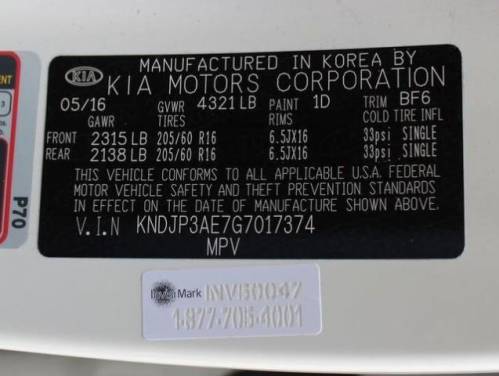 MANUFACTURED IN KOREA BY
KIA KIA MOTORS CORPORATION
05/16 GVWR 4321 LB PAINT 1D TRIM BF6
GAWR TIRES RIMS COLD TIRE INFL
FRONT 2315 LB 205/60 R16 6.5JX16 33psi SINGLE
REAR 2138 LB 205/60 R16 6.5JX16 33psi SINGLE
THIS VEHICLE CONFORMS TO ALL APPLICABLE U.S.A. FEDERAL
MOTOR VEHICLE SAFETY AND THEFT PREVENTION STANDARDS
IN EFFECT ON THE DATE OF MANUFACTURE SHOWN ABOVE.
V.I.N KNDJP3AE7G7017374
MPV
P70
Mark
1-877-705-4001